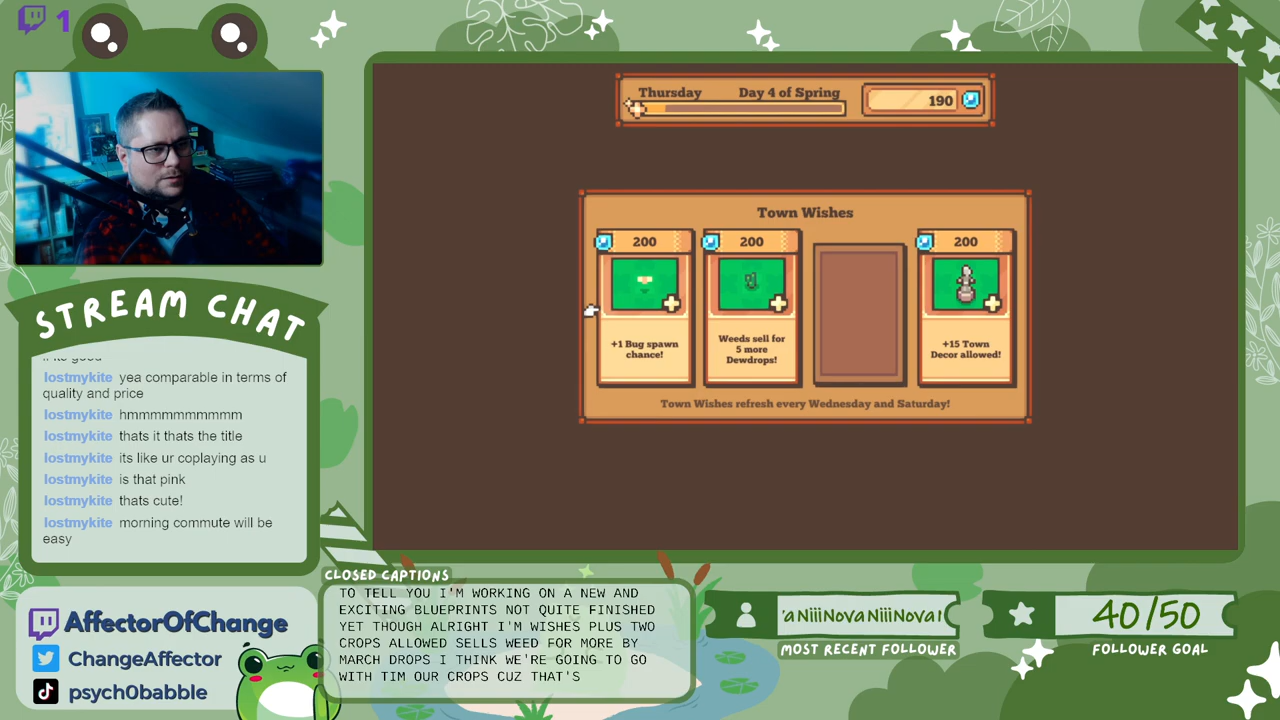 1
Thursday
Day 4 of Spring
190
Town Wishes
200
200
200
+1 Bug spawn
chance!
Weeds sell for
5 more
Dewdrops!
+15 Town
Decor allowed!
Town Wishes refresh every Wednesday and Saturday!
STREAM CHAT
lostmykite yea comparable in terms of
quality and price
lostmykite hmmmmmmmmmm
lostmykite thats it thats the title
lostmykite its like ur coplaying as u
lostmykite is that pink
lostmykite thats cute!
lostmykite morning commute will be
easy
AffectorOfChange
ChangeAffector
psych0babble
CLOSED CAPTIONS
TO TELL YOU I'M WORKING ON A NEW AND
EXCITING BLUEPRINTS NOT QUITE FINISHED
YET THOUGH ALRIGHT I'M WISHES PLUS TWO
CROPS ALLOWED SELLS WEED FOR MORE BY
MARCH DROPS I THINK WE'RE GOING TO GO
WITH TIM OUR CROPS CUZ THAT'S
'aNiiiNovaNiiiNova!
MOST RECENT FOLLOWER
40/50
FOLLOWER GOAL